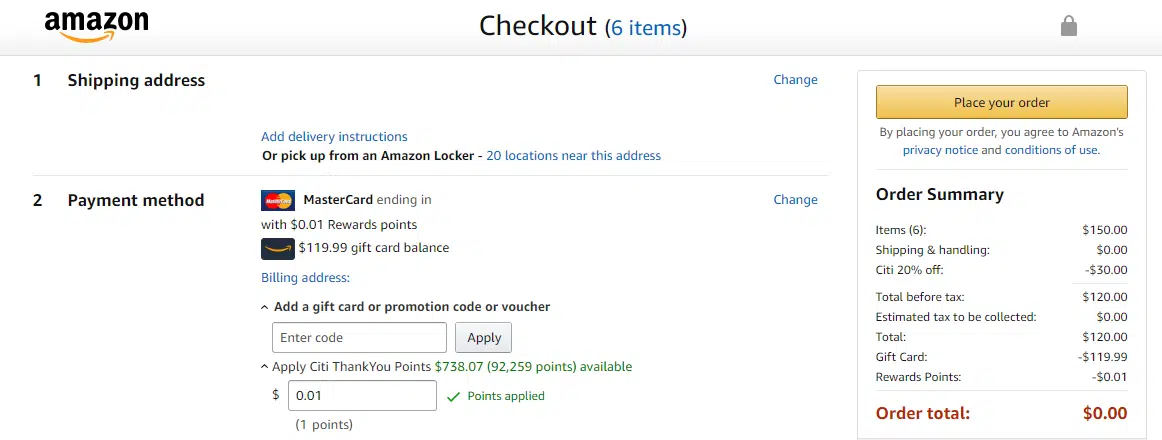 amazon
Checkout (6 items)
1 Shipping address
Change
Add delivery instructions
Or pick up from an Amazon Locker - 20 locations near this address
2 Payment method
MasterCard MasterCard ending in
Change
with $0.01 Rewards points
$119.99 gift card balance
Billing address:
Add a gift card or promotion code or voucher
Enter code
Apply
Apply Citi ThankYou Points $738.07 (92,259 points) available
$ 0.01
Points applied
(1 points)
Place your order
By placing your order, you agree to Amazon's
privacy notice and conditions of use.
Order Summary
Items (6): $150.00
Shipping & handling: $0.00
Citi 20% off: -$30.00
Total before tax: $120.00
Estimated tax to be collected: $0.00
Total: $120.00
Gift Card: -$119.99
Rewards Points: -$0.01
Order total: $0.00